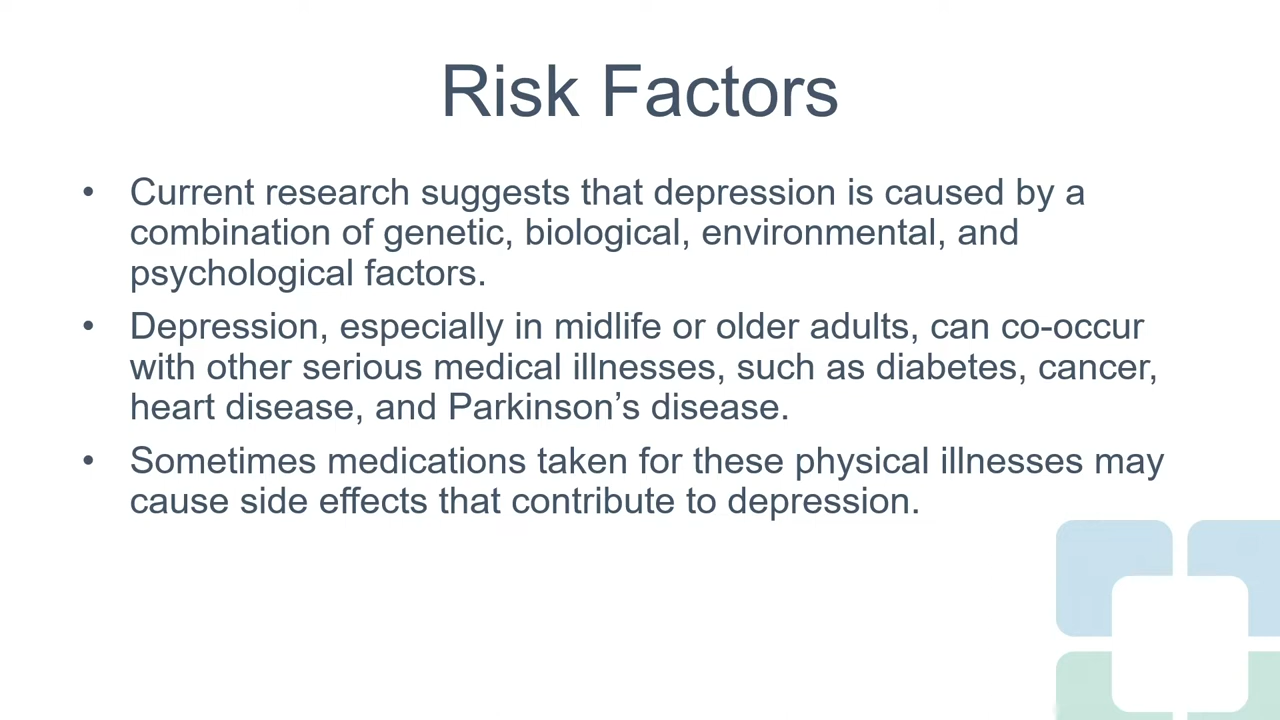 Risk Factors
• Current research suggests that depression is caused by a
combination of genetic, biological, environmental, and
psychological factors.
• Depression, especially in midlife or older adults, can co-occur
with other serious medical illnesses, such as diabetes, cancer,
heart disease, and Parkinson’s disease.
• Sometimes medications taken for these physical illnesses may
cause side effects that contribute to depression.